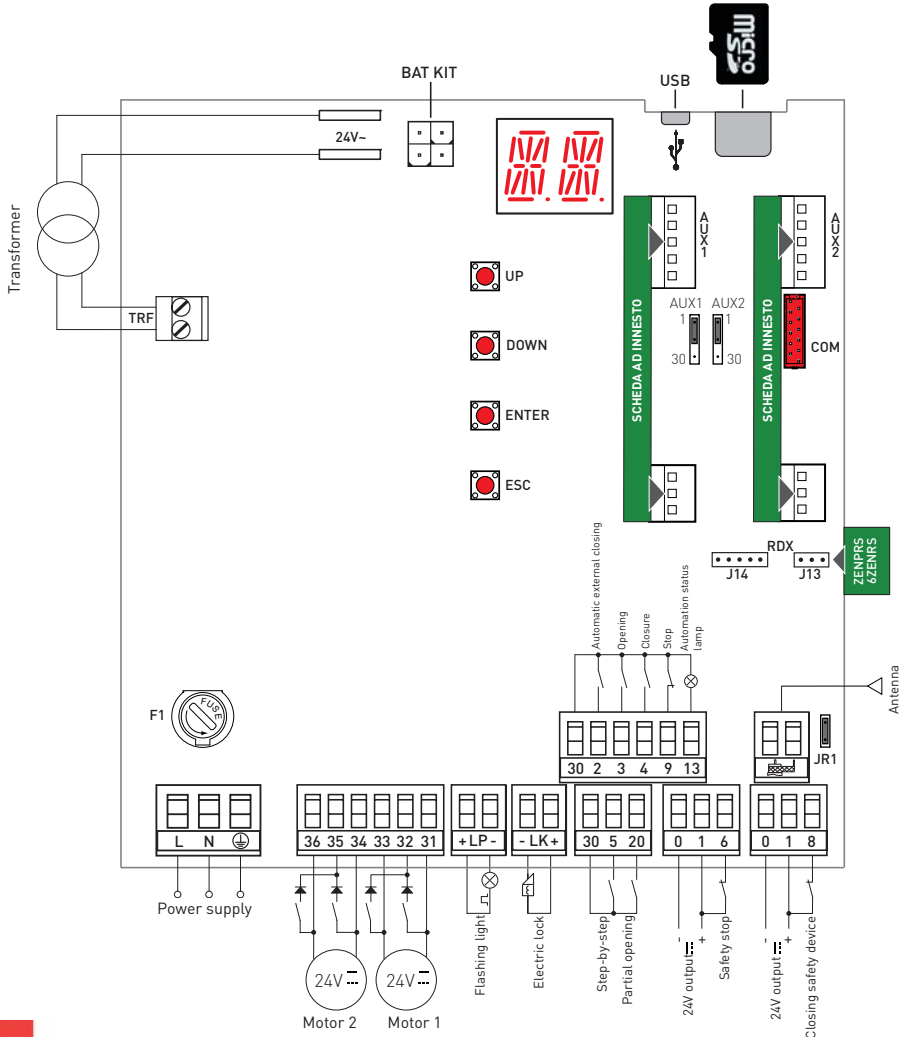 Micro
SD
BAT KIT
USB
24V~
Transformer
TRF
AUX1
AUX2
UP
DOWN
ENTER
ESC
SCHEDA AD INNESTO
SCHEDA AD INNESTO
AUX1 AUX2
1 1
30 30
COM
RDX
J14
J13
ZENPRS
6ZENRS
Automatic external closing
Opening
Closure
Stop
Automation status
lamp
Antenna
F1
FUSE
30 2 3 4 9 13
JR1
L N
36 35 34 33 32 31
+ LP -
- LK +
30 5 20
0 1 6
0 1 8
Power supply
24V
Motor 2
24V
Motor 1
Flashing light
Electric lock
Step-by-step
Partial opening
- +
24V output
Safety stop
- +
24V output
Closing safety device